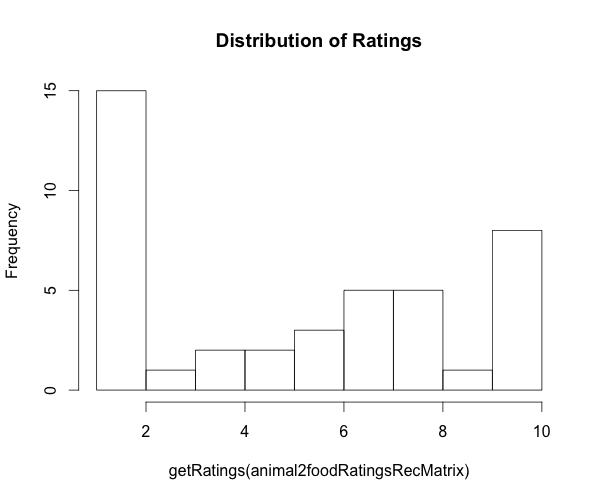 Distribution of Ratings
Frequency
15
10
5
0
2 4 6 8 10
getRatings(animal2foodRatingsRecMatrix)